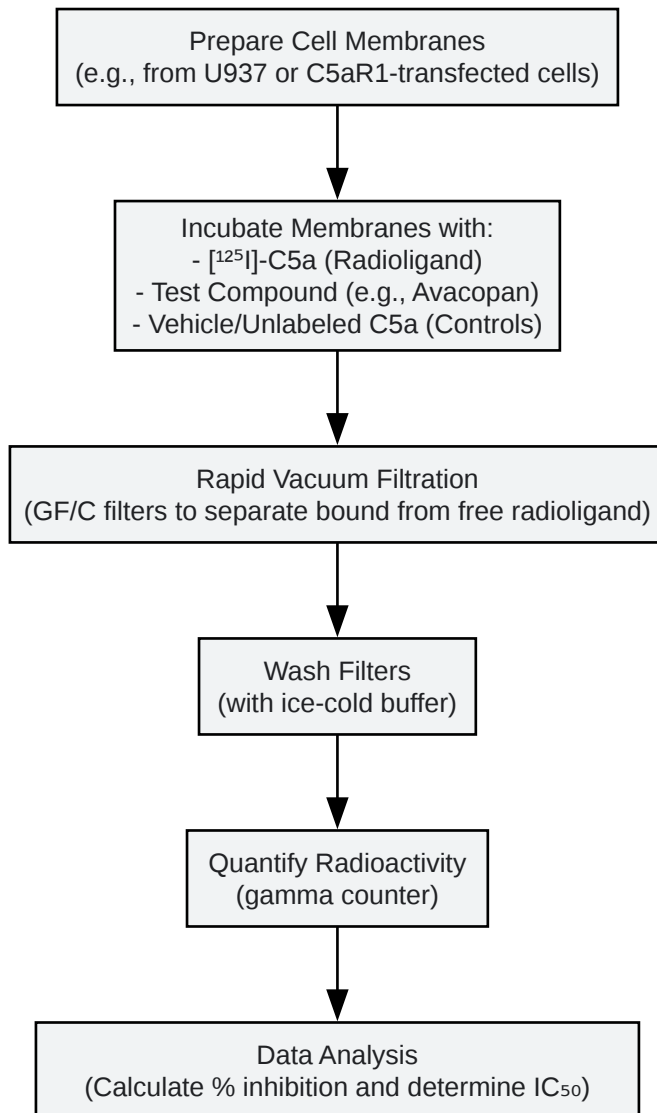 Prepare Cell Membranes
(e.g., from U937 or C5aR1-transfected cells)
Incubate Membranes with:
- [¹²⁵I]-C5a (Radioligand)
- Test Compound (e.g., Avacopan)
- Vehicle/Unlabeled C5a (Controls)
Rapid Vacuum Filtration
(GF/C filters to separate bound from free radioligand)
Wash Filters
(with ice-cold buffer)
Quantify Radioactivity
(gamma counter)
Data Analysis
(Calculate % inhibition and determine IC₅₀)